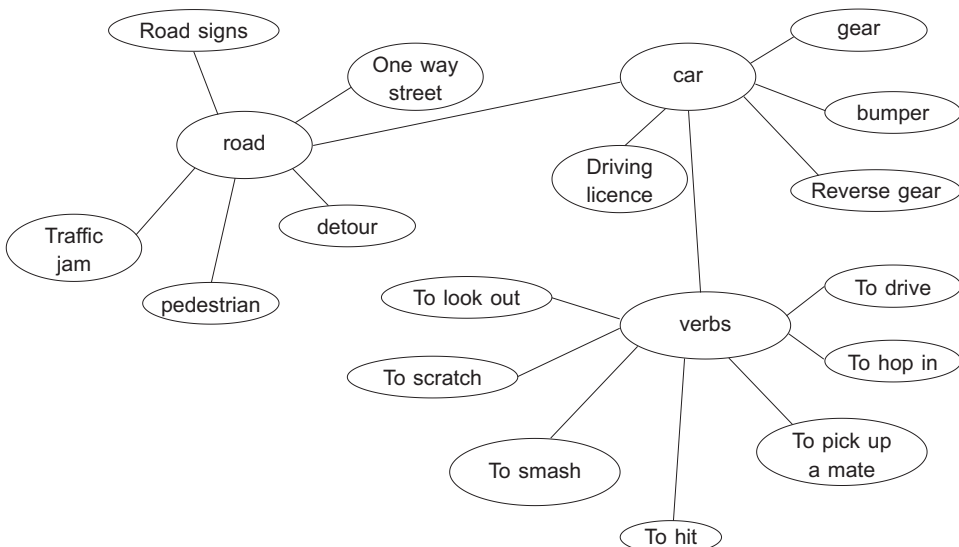 Road signs
gear
One way
street
car
bumper
road
Driving
licence
Reverse gear
detour
Traffic
jam
pedestrian
To look out
To drive
verbs
To hop in
To scratch
To pick up
a mate
To smash
To hit